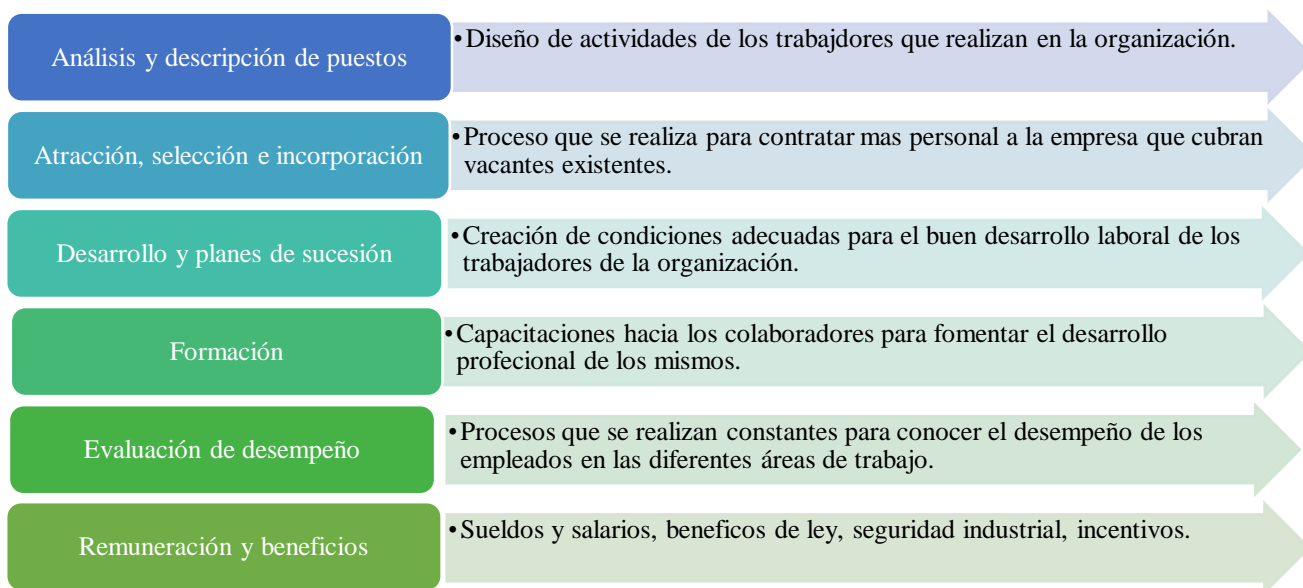 Análisis y descripción de puestos
•Diseño de actividades de los trabajdores que realizan en la organización.
Atracción, selección e incorporación
•Proceso que se realiza para contratar mas personal a la empresa que cubran
vacantes existentes.
Desarrollo y planes de sucesión
•Creación de condiciones adecuadas para el buen desarrollo laboral de los
trabajadores de la organización.
Formación
•Capacitaciones hacia los colaboradores para fomentar el desarrollo
profecional de los mismos.
Evaluación de desempeño
•Procesos que se realizan constantes para conocer el desempeño de los
empleados en las diferentes áreas de trabajo.
Remuneración y beneficios
•Sueldos y salarios, beneficos de ley, seguridad industrial, incentivos.